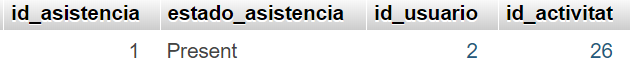 id_asistencia estado_asistencia id_usuario id_activitat
1 Present 2 26